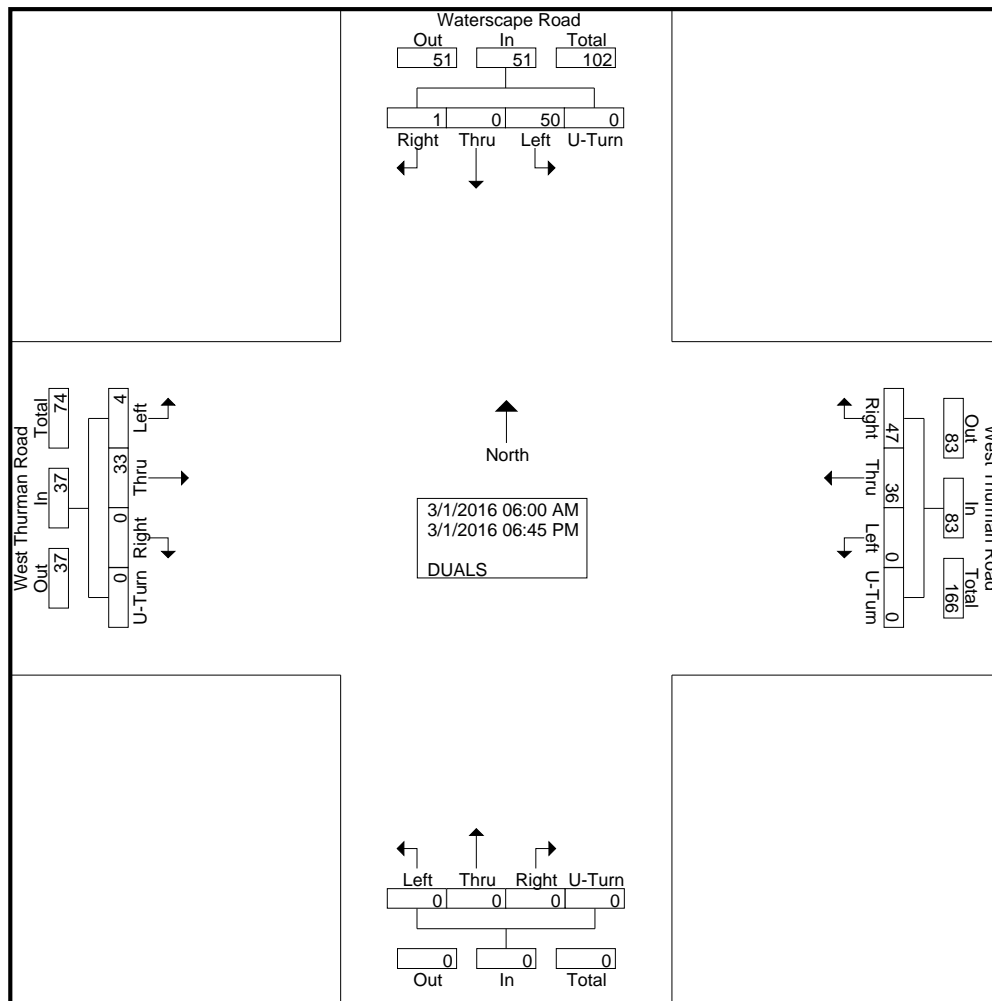 Waterscape Road
Out In Total
51 51 102
1 0 50 0
Right Thru Left U-Turn
West Thurman Road
Total In Out
74 37 37
4 33 0 0
Left Thru Right U-Turn
North
3/1/2016 06:00 AM
3/1/2016 06:45 PM
DUALS
West Thurman Road
Out In Total
83 83 166
47 36 0 0
Right Thru Left U-Turn
Left Thru Right U-Turn
0 0 0 0
0 0 0
Out In Total